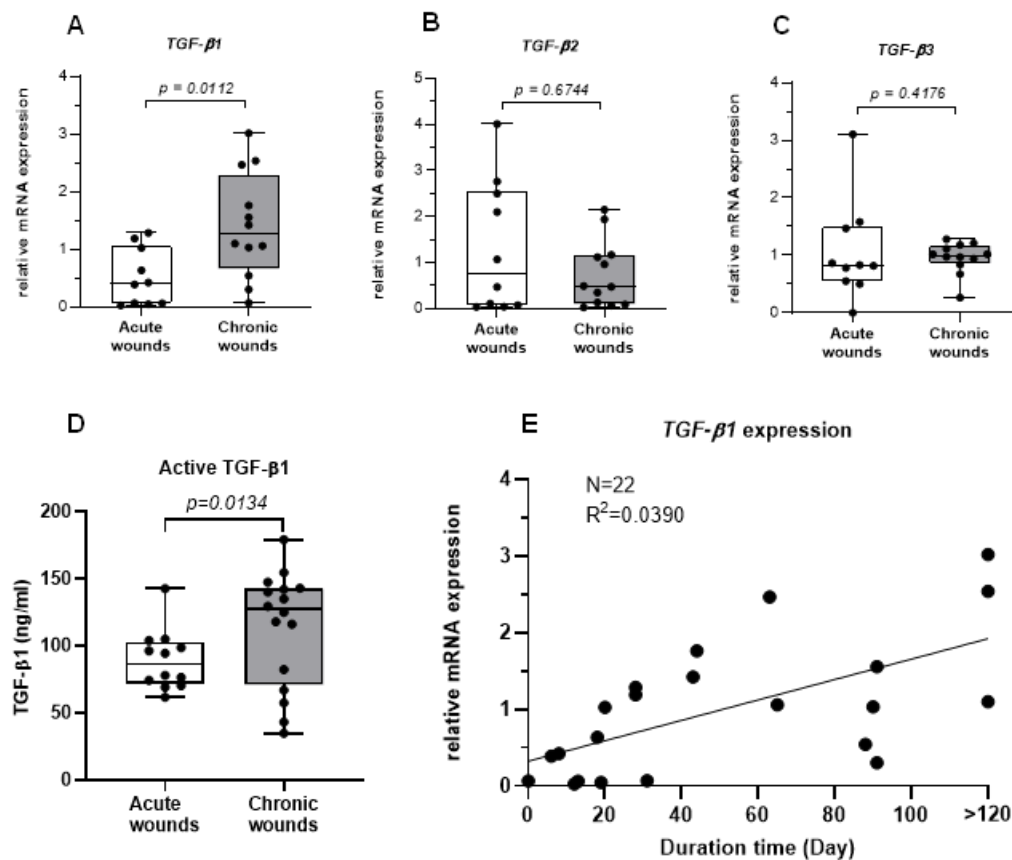 A
TGF-β1
p = 0.0112
relative mRNA expression
4
3
2
1
0
Acute wounds
Chronic wounds
B
TGF-β2
p = 0.6744
relative mRNA expression
5
4
3
2
1
0
Acute wounds
Chronic wounds
C
TGF-β3
p = 0.4176
relative mRNA expression
4
3
2
1
0
Acute wounds
Chronic wounds
D
Active TGF-β1
p=0.0134
TGF-β1 (ng/ml)
200
150
100
50
0
Acute wounds
Chronic wounds
E
TGF-β1 expression
N=22
R²=0.0390
relative mRNA expression
4
3
2
1
0
0 20 40 60 80 100 >120
Duration time (Day)